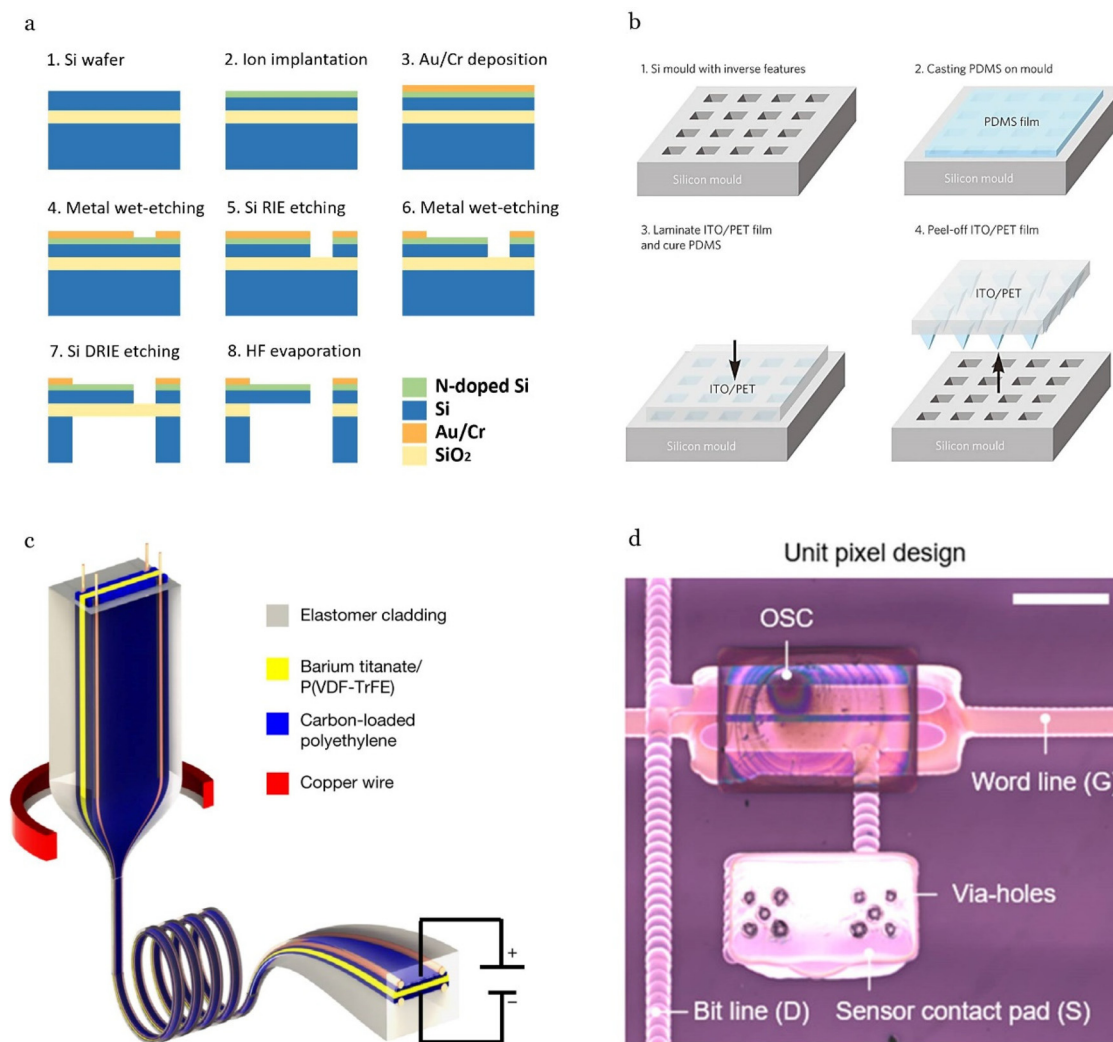 a
1. Si wafer
2. Ion implantation
3. Au/Cr deposition
4. Metal wet-etching
5. Si RIE etching
6. Metal wet-etching
7. Si DRIE etching
8. HF evaporation
N-doped Si
Si
Au/Cr
SiO₂
b
1. Si mould with inverse features
Silicon mould
2. Casting PDMS on mould
PDMS film
Silicon mould
3. Laminate ITO/PET film
and cure PDMS
ITO/PET
Silicon mould
4. Peel-off ITO/PET film
ITO/PET
Silicon mould
c
Elastomer cladding
Barium titanate/
P(VDF-TrFE)
Carbon-loaded
polyethylene
Copper wire
+
−
d
Unit pixel design
OSC
Word line (G)
Via-holes
Bit line (D)
Sensor contact pad (S)